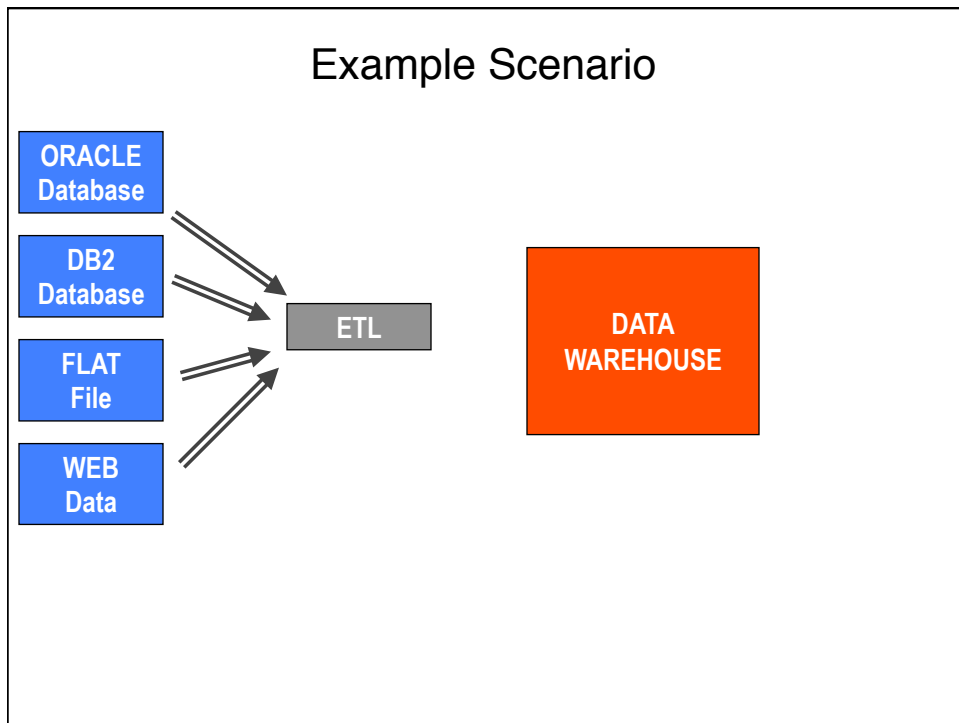 Example Scenario
ORACLE
Database
DB2
Database
FLAT
File
WEB
Data
ETL
DATA
WAREHOUSE